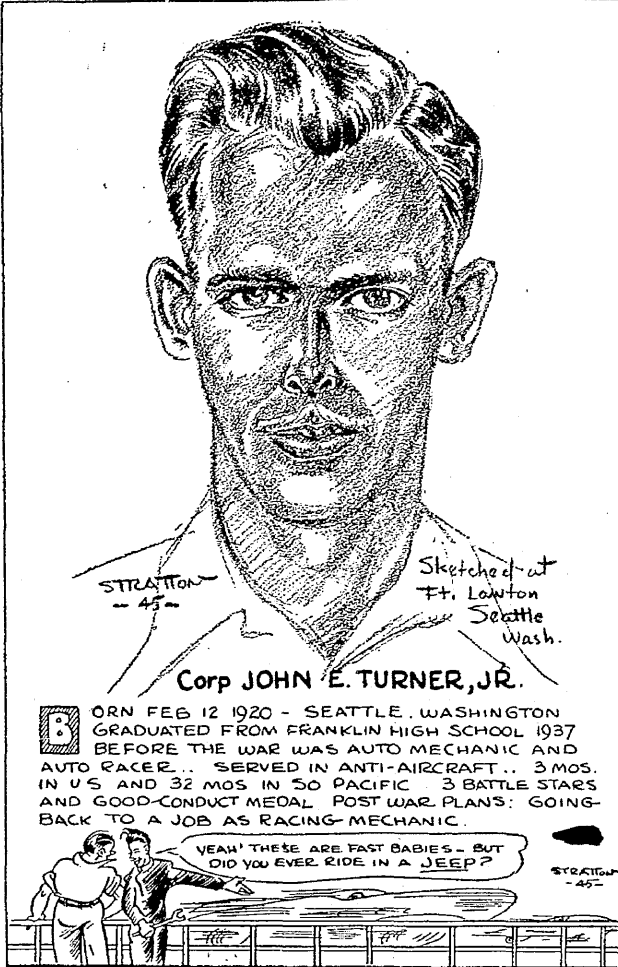 STRATTON
-- 45 --
Sketched at
Ft. Lawton
Seattle
Wash.
Corp JOHN E. TURNER, JR.
BORN FEB 12 1920 - SEATTLE. WASHINGTON
GRADUATED FROM FRANKLIN HIGH SCHOOL 1937
BEFORE THE WAR WAS AUTO MECHANIC AND
AUTO RACER.. SERVED IN ANTI-AIRCRAFT.. 3 MOS.
IN U S AND 32 MOS IN SO PACIFIC 3 BATTLE STARS
AND GOOD-CONDUCT MEDAL POST WAR PLANS: GOING
BACK TO A JOB AS RACING MECHANIC.
YEAH' THESE ARE FAST BABIES - BUT
DID YOU EVER RIDE IN A JEEP?
STRATTON
-45-